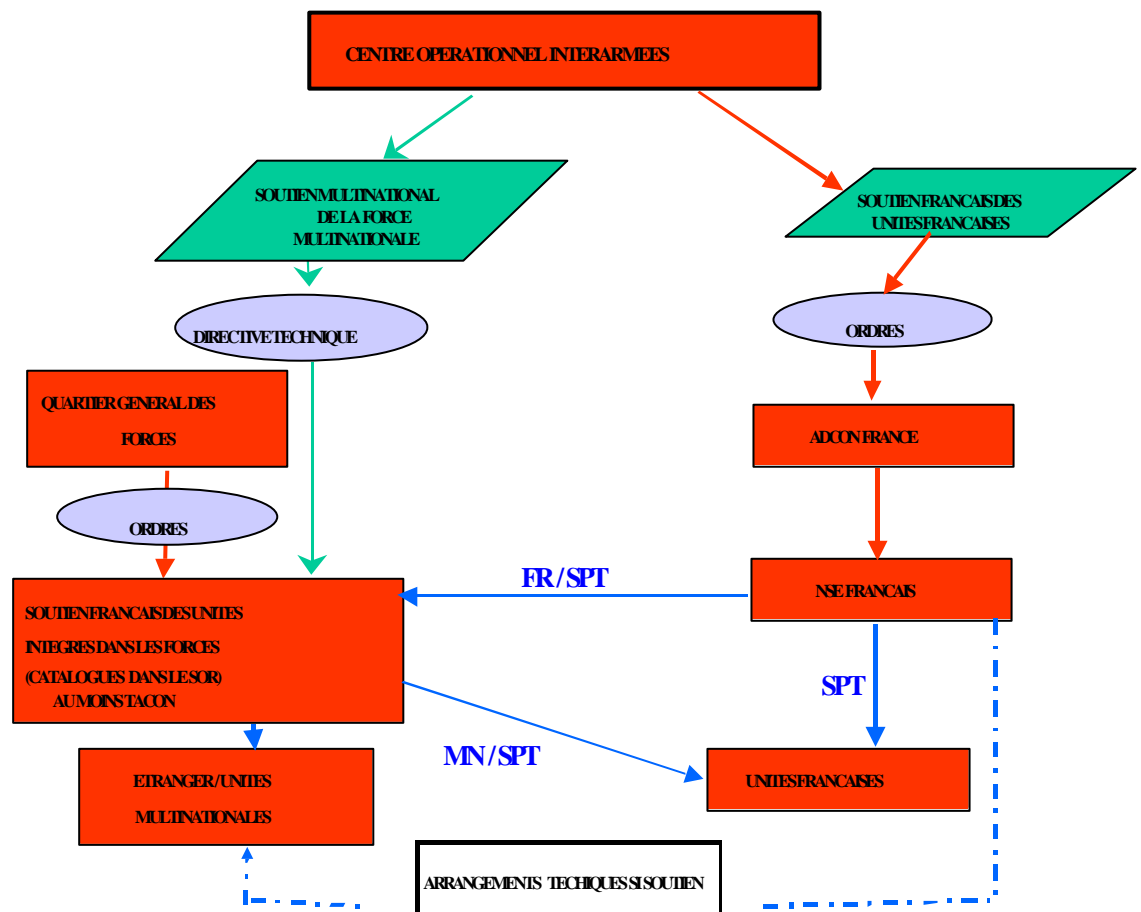 CENTRE OPERATIONNEL INTERARMEES
SOUTIEN MULTINATIONAL
DE LA FORCE
MULTINATIONALE
SOUTIEN FRANCAIS DES
UNITES FRANCAISES
DIRECTIVE TECHNIQUE
ORDRES
QUARTIER GENERAL DES
FORCES
ADCON FRANCE
ORDRES
FR / SPT
NSE FRANCAIS
SOUTIEN FRANCAIS DES UNITES
INTEGRES DANS LES FORCES
(CATALOGUES DANS LE SOR)
AU MOINS TACON
SPT
MN / SPT
ETRANGER / UNITES
MULTINATIONALES
UNITES FRANCAISES
ARRANGEMENTS TECHIQUES SI SOUTIEN